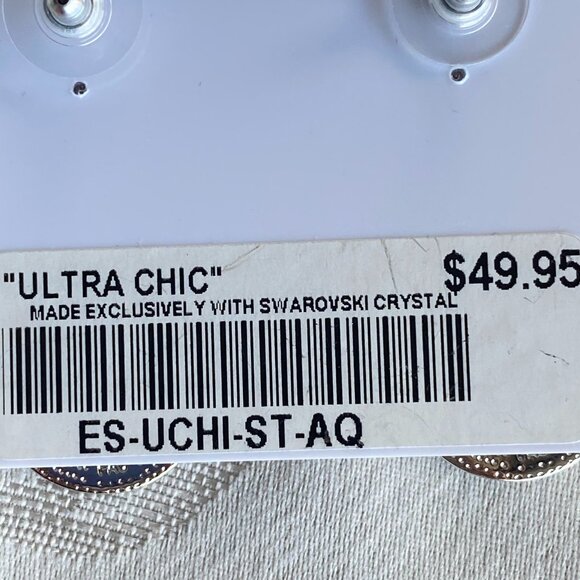 "ULTRA CHIC" $49.95
MADE EXCLUSIVELY WITH SWAROVSKI CRYSTAL
ES-UCHI-ST-AQ